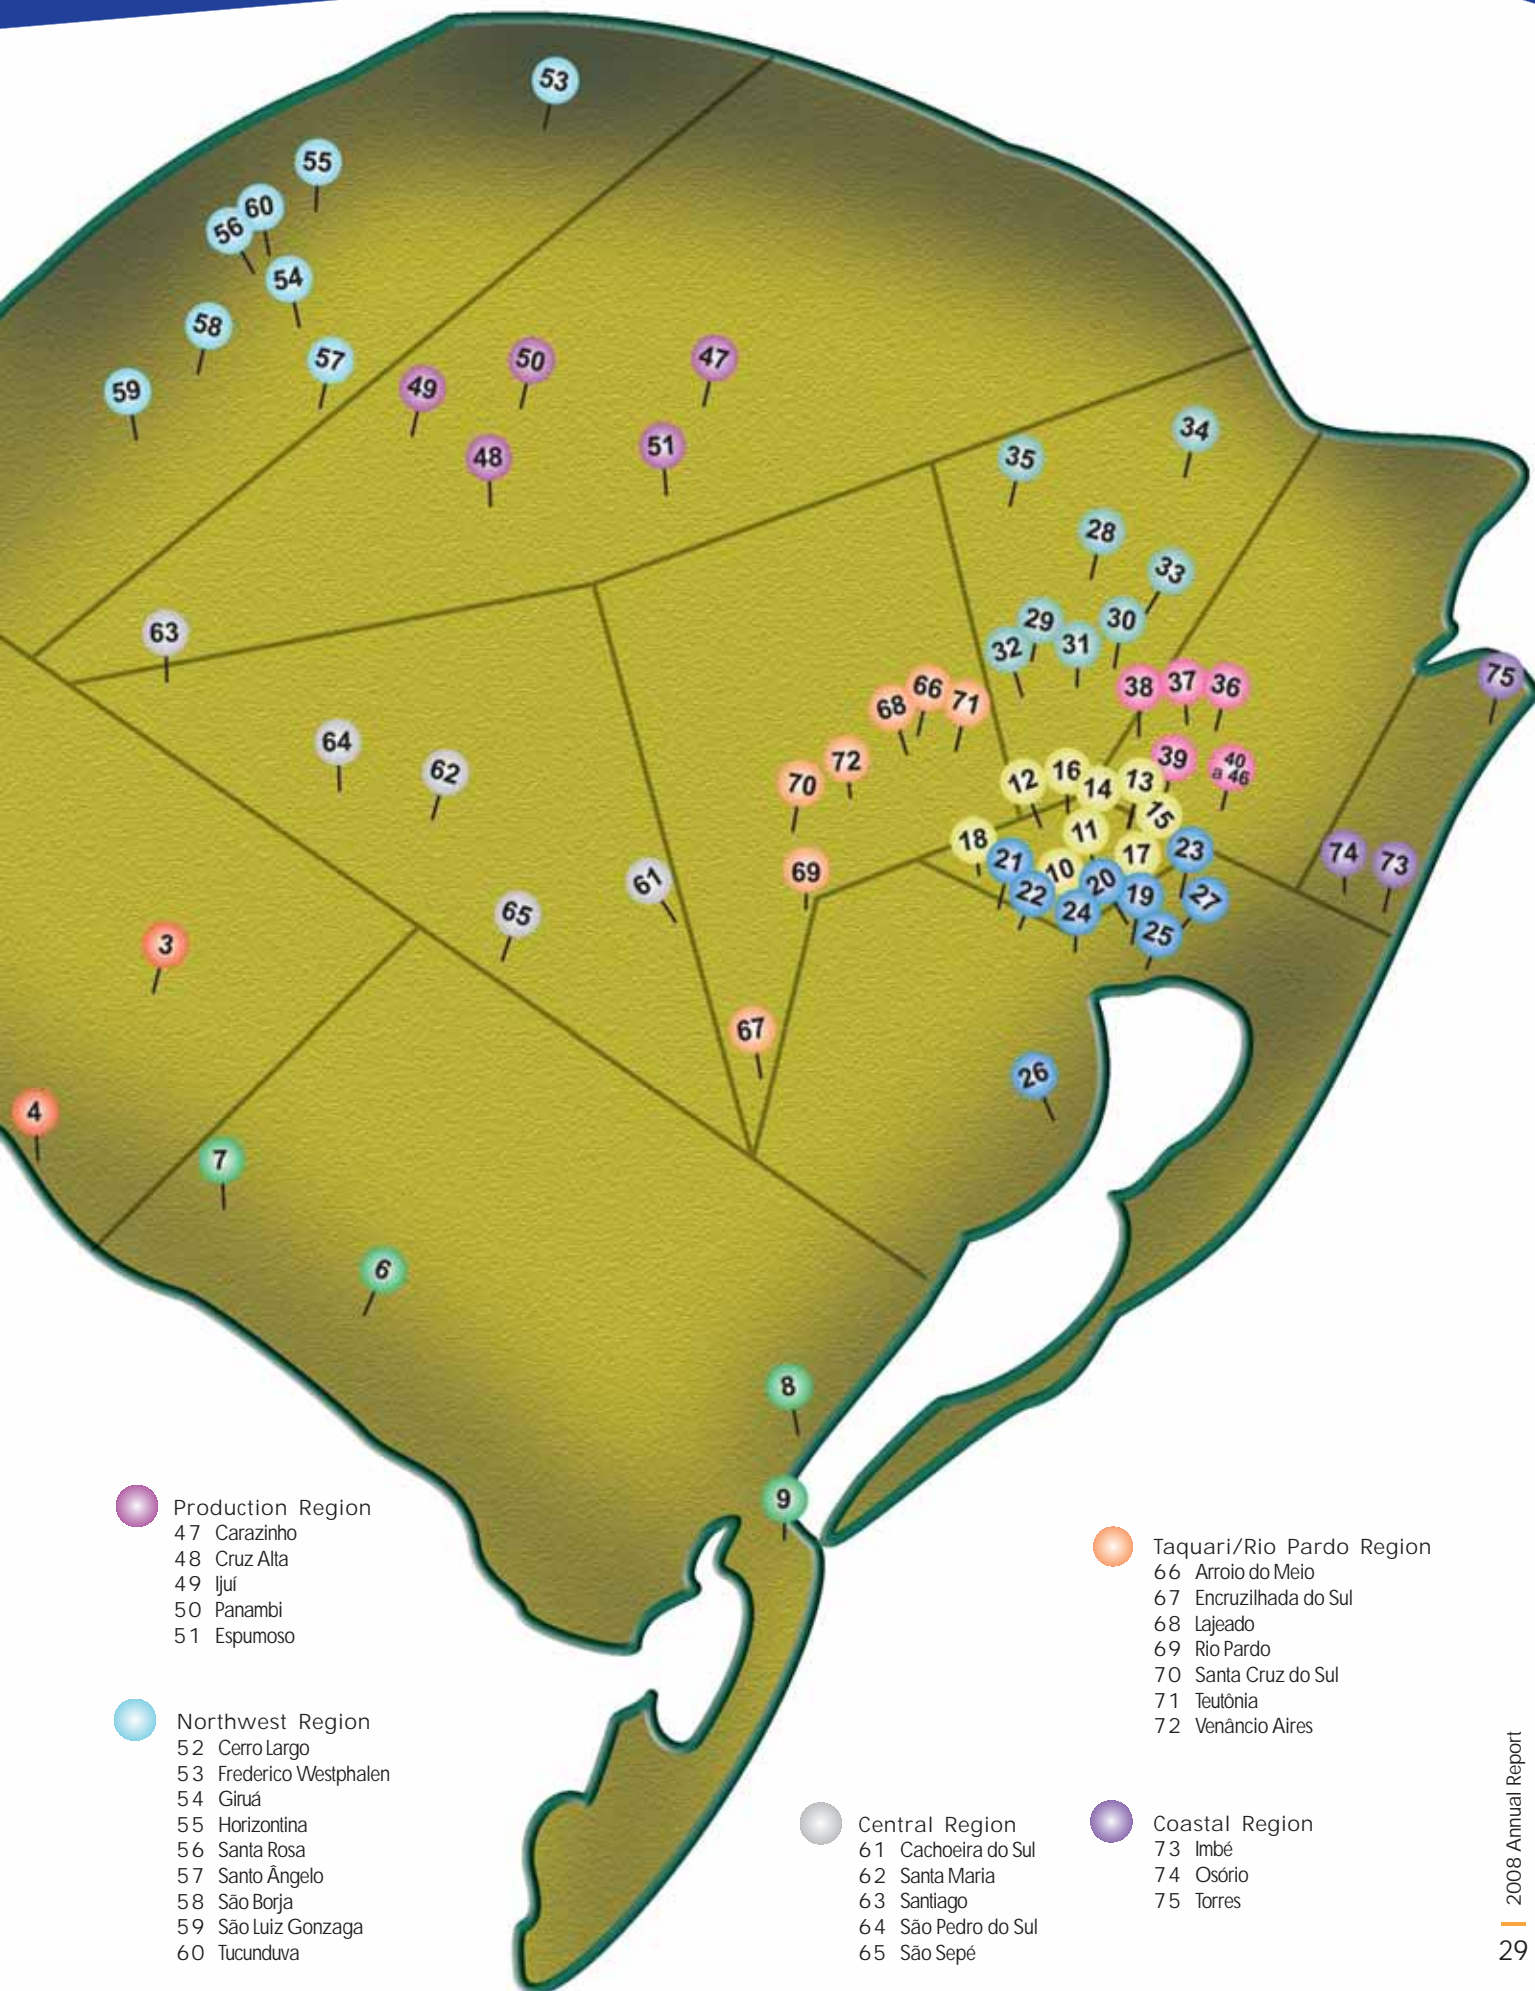 53
55
60
56
54
58
57
59
50
47
49
51
48
34
35
28
33
29
30
31
32
63
38
37
36
75
66
68
71
64
62
72
70
39
40
a 46
12
16
14
13
15
11
18
17
23
21
10
20
22
19
27
24
25
74
73
69
61
65
3
67
26
4
7
6
8
9
Production Region
47 Carazinho
48 Cruz Alta
49 Ijuí
50 Panambi
51 Espumoso
Northwest Region
52 Cerro Largo
53 Frederico Westphalen
54 Giruá
55 Horizontina
56 Santa Rosa
57 Santo Ângelo
58 São Borja
59 São Luiz Gonzaga
60 Tucunduva
Central Region
61 Cachoeira do Sul
62 Santa Maria
63 Santiago
64 São Pedro do Sul
65 São Sepé
Taquari/Rio Pardo Region
66 Arroio do Meio
67 Encruzilhada do Sul
68 Lajeado
69 Rio Pardo
70 Santa Cruz do Sul
71 Teutônia
72 Venâncio Aires
Coastal Region
73 Imbé
74 Osório
75 Torres
2008 Annual Report
29